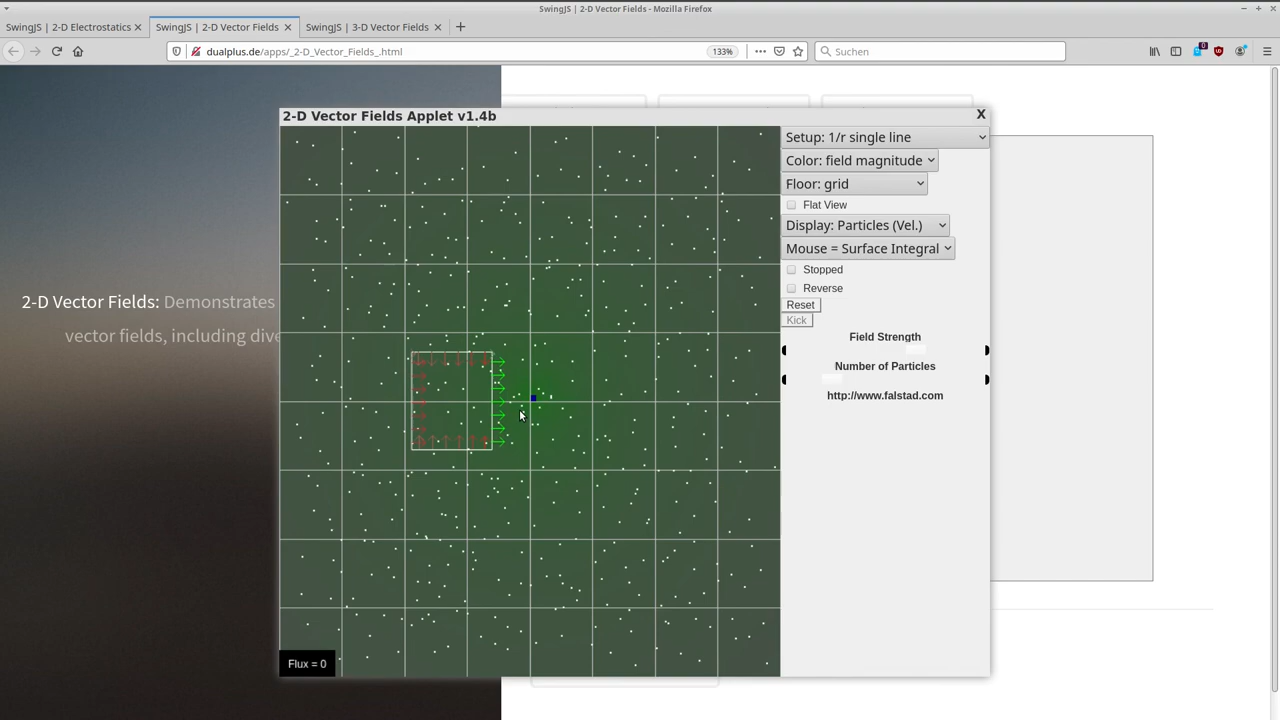 SwingJS | 2-D Vector Fields - Mozilla Firefox
SwingJS | 2-D Electrostatics
SwingJS | 2-D Vector Fields
SwingJS | 3-D Vector Fields
dualplus.de/apps/_2-D_Vector_Fields_.html
133%
Suchen
0
2-D Vector Fields Applet v1.4b
X
Setup: 1/r single line
Color: field magnitude
Floor: grid
Flat View
Display: Particles (Vel.)
Mouse = Surface Integral
Stopped
Reverse
Reset
Kick
Field Strength
Number of Particles
http://www.falstad.com
2-D Vector Fields: Demonstrates
vector fields, including dive
Flux = 0